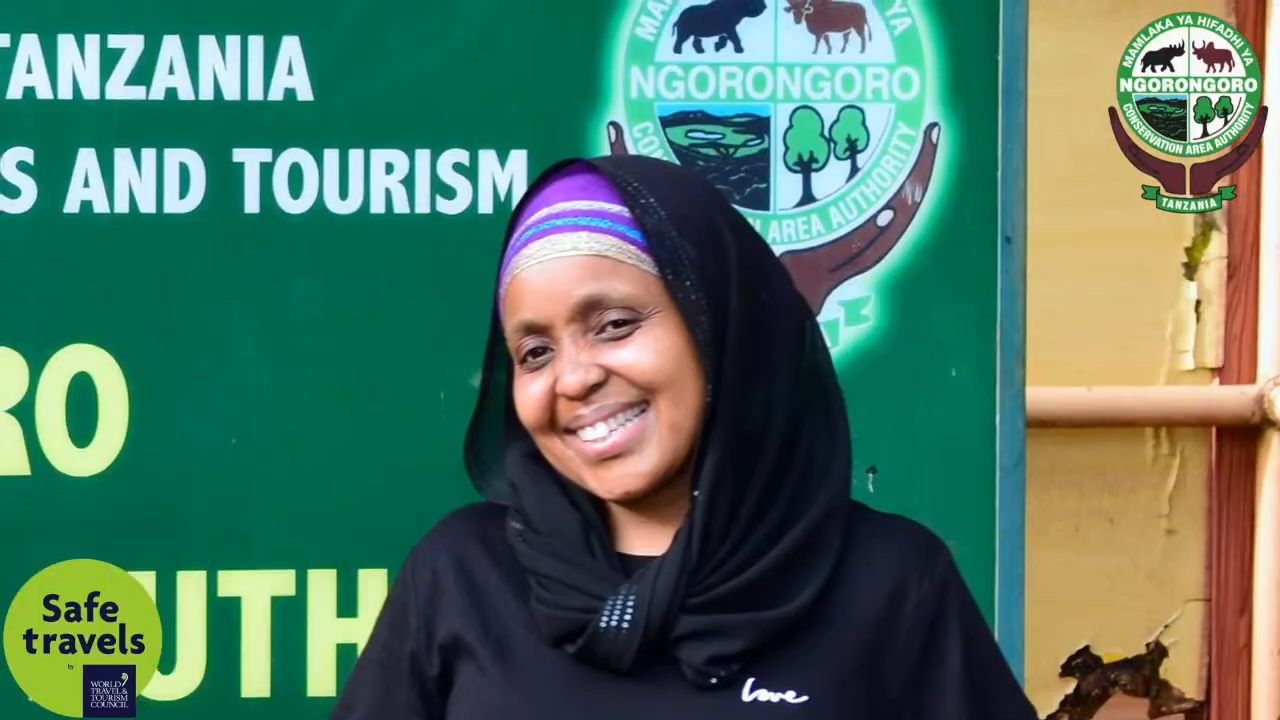 TANZANIA
S AND TOURISM
RO
UTH
MAMLAKA YA HIFADHI YA
NGORONGORO
CONSERVATION AREA AUTHORITY
TANZANIA
NGORONGORO
AREA AUTHORITY
Safe
travels
by
WORLD
TRAVEL &
TOURISM
COUNCIL
love